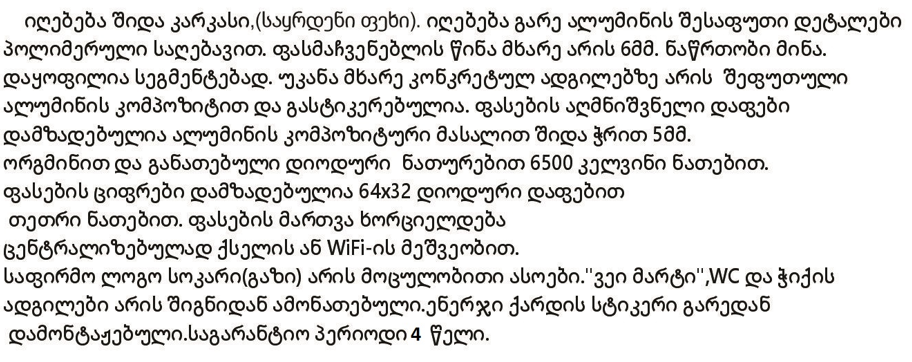 იღებება შიდა კარკასი,(საყრდენი ფეხი). იღებება გარე ალუმინის შესაფუთი დეტალები
პოლიმერული საღებავით. ფასმაჩვენებლის წინა მხარე არის 6მმ. ნაწრთობი მინა.
დაყოფილია სეგმენტებად. უკანა მხარე კონკრეტულ ადგილებზე არის შეფუთული
ალუმინის კომპოზიტით და გასტიკერებულია. ფასების აღმნიშვნელი დაფები
დამზადებულია ალუმინის კომპოზიტური მასალით შიდა ჭრით 5მმ.
ორგმინით და განათებული დიოდური ნათურებით 6500 კელვინი ნათებით.
ფასების ციფრები დამზადებულია 64x32 დიოდური დაფებით
თეთრი ნათებით. ფასების მართვა ხორციელდება
ცენტრალიზებულად ქსელის ან WiFi-ის მეშვეობით.
საფირმო ლოგო სოკარი(გაზი) არის მოცულობითი ასოები."ვეი მარტი",WC და ჭიქის
ადგილები არის შიგნიდან ამონათებული.ენერჯი ქარდის სტიკერი გარედან
დამონტაჟებული.საგარანტიო პერიოდი 4 წელი.